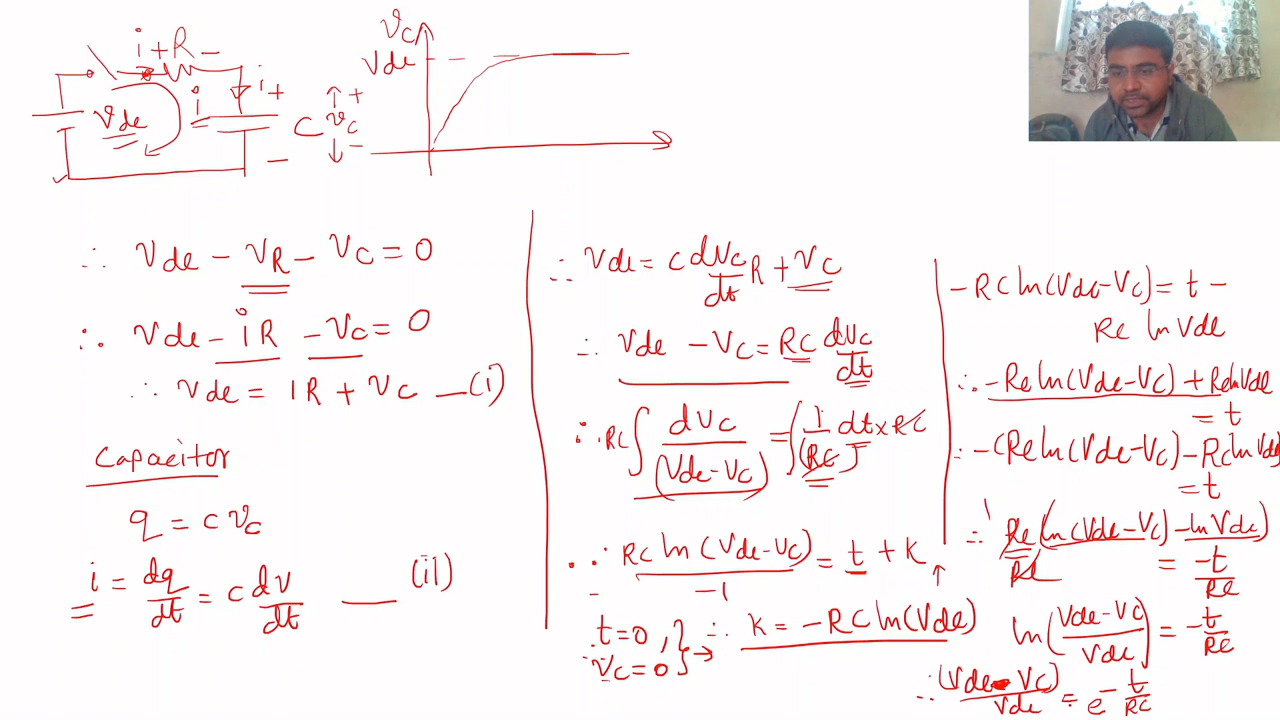 i + R -
Vdc
i
i +
-
C
+
vc
-
Vc
Vdc
∴ Vdc - VR - VC = 0
∴ Vdc - iR - VC = 0
∴ Vdc = IR + VC —(i)
Capacitor
q = C vc
i = dq/dt = C dV/dt — (ii)
∴ Vdc = C dVC/dt R + VC
∴ Vdc - VC = RC dVC/dt
∴ RC ∫ dVC/(Vdc-VC) = ∫ 1/(RC) dt × RC
∴ RC ln(Vdc-VC)/-1 = t + K
t=0, } ∴ K = -RC ln(Vdc)
VC=0 } →
-RC ln(Vdc-VC) = t -
RC ln Vdc
∴ -RC ln(Vdc-VC) + RC ln Vdc
= t
∴ -(RC ln(Vdc-VC) - RC ln Vdc)
= t
∴ RC/RC (ln(Vdc-VC) - ln Vdc)
= -t/RC
ln(Vdc-VC/Vdc) = -t/RC
∴ (Vdc - VC)/Vdc = e^-t/RC